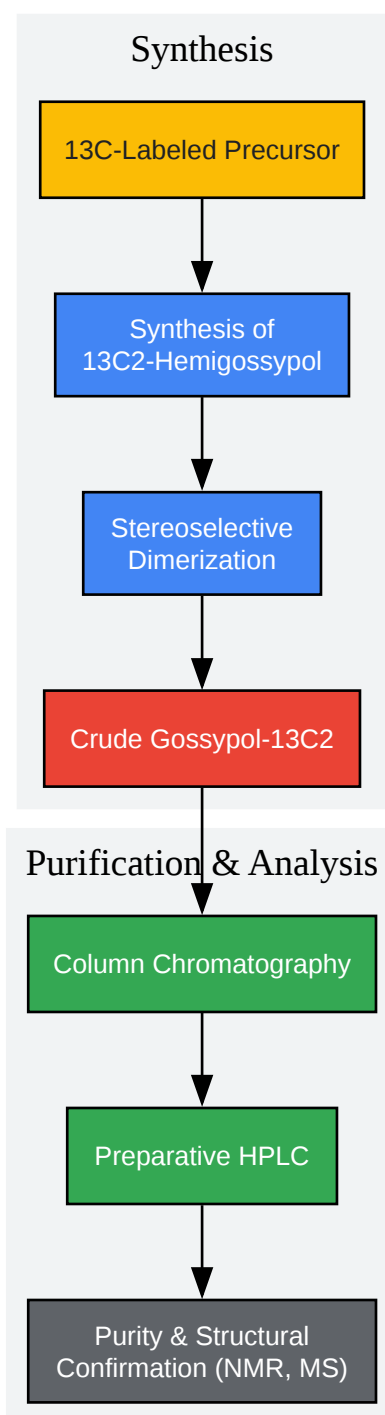 Synthesis
13C-Labeled Precursor
Synthesis of
13C2-Hemigossypol
Stereoselective
Dimerization
Crude Gossypol-13C2
Purification & Analysis
Column Chromatography
Preparative HPLC
Purity & Structural
Confirmation (NMR, MS)